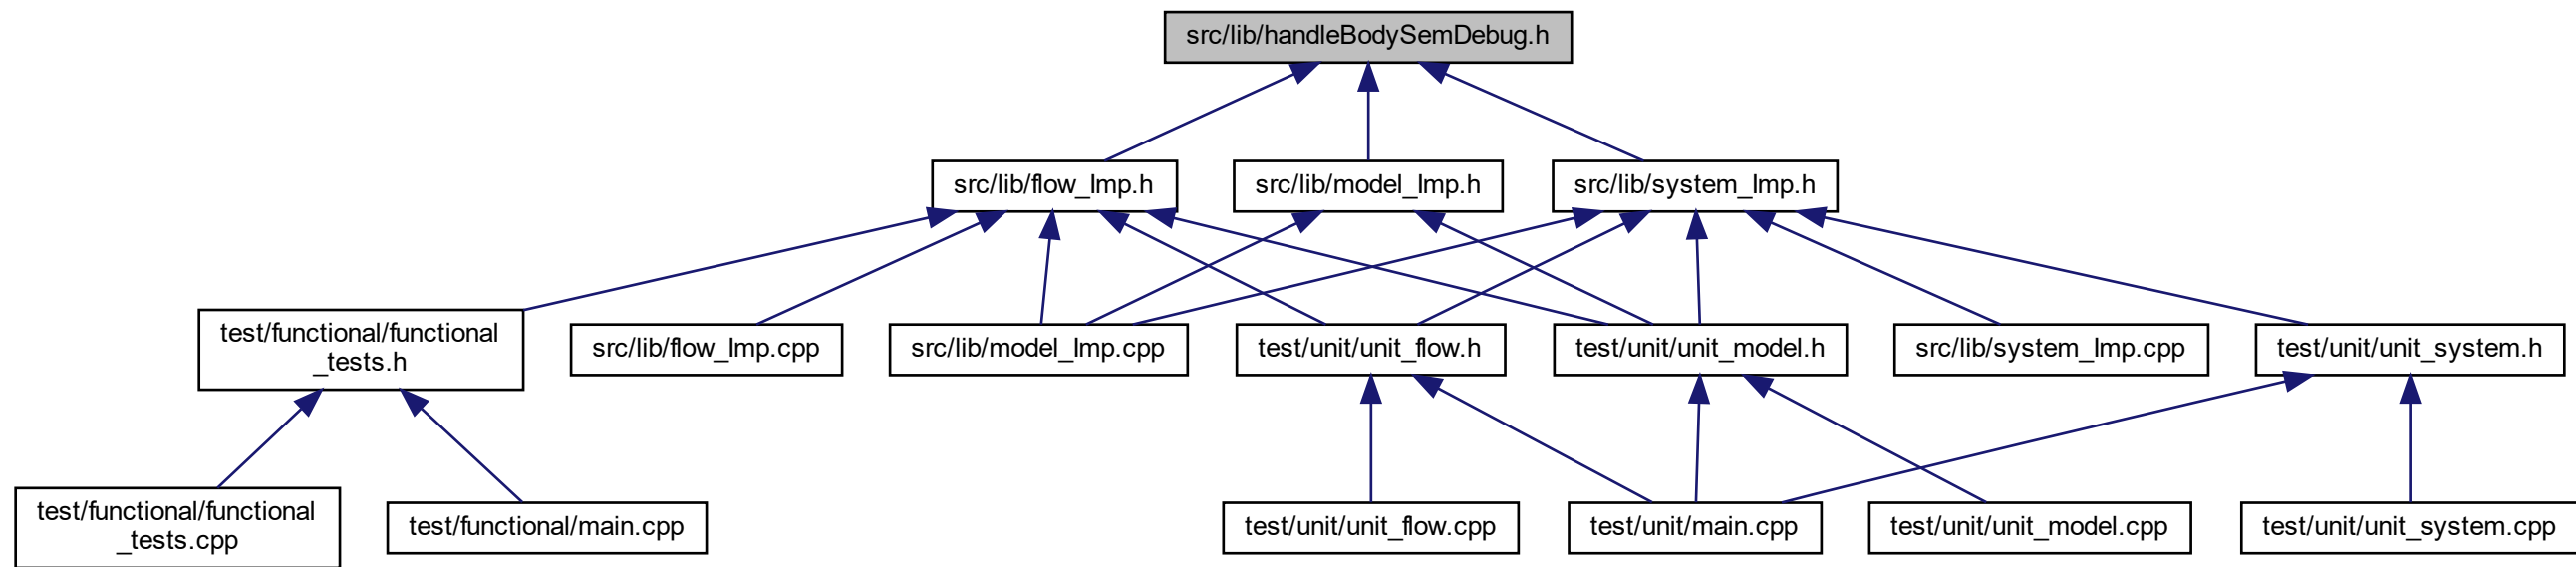 src/lib/handleBodySemDebug.h
src/lib/flow_Imp.h
src/lib/model_Imp.h
src/lib/system_Imp.h
test/functional/functional
_tests.h
src/lib/flow_Imp.cpp
src/lib/model_Imp.cpp
test/unit/unit_flow.h
test/unit/unit_model.h
src/lib/system_Imp.cpp
test/unit/unit_system.h
test/functional/functional
_tests.cpp
test/functional/main.cpp
test/unit/unit_flow.cpp
test/unit/main.cpp
test/unit/unit_model.cpp
test/unit/unit_system.cpp